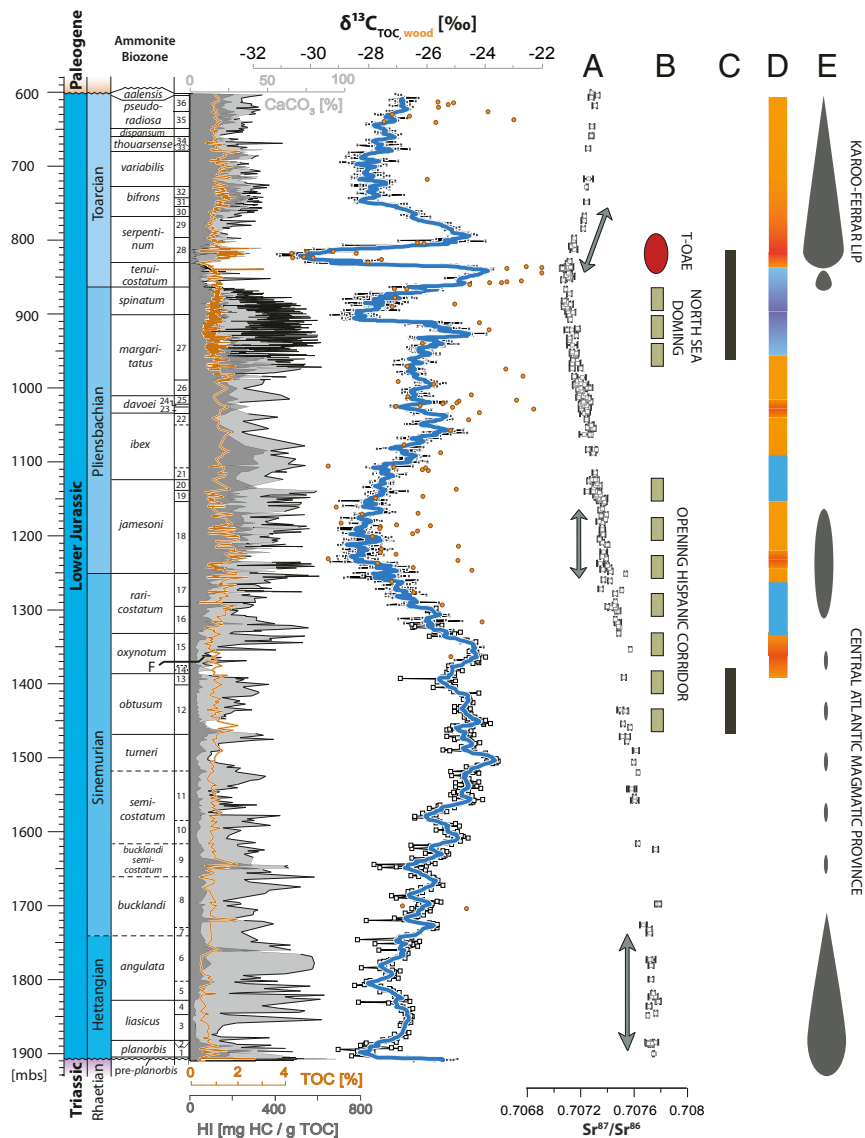 δ13CTOC, wood [‰]
-32 -30 -28 -26 -24 -22
A B C D E
Paleogene
Ammonite
Biozone
0 50 100
CaCO3 [%]
600
700
800
900
1000
1100
1200
1300
1400
1500
1600
1700
1800
1900
[mbs]
Lower Jurassic
Triassic
Toarcian
Pliensbachian
Sinemurian
Hettangian
Rhaetian
aalensis
pseudo-
radiosa
dispansum
thouarsense
variabilis
bifrons
serpenti-
num
tenui-
costatum
spinatum
margari-
tatus
davoei
ibex
jamesoni
rari-
costatum
oxynotum
obtusum
turneri
semi-
costatum
bucklandi
semi-
costatum
bucklandi
angulata
liasicus
planorbis
pre-planorbis
36
35
34
33
32
31
30
29
28
27
26
25
24
23
22
21
20
19
18
17
16
15
14
13
12
11
10
9
8
7
6
5
4
3
2
1
F
T-OAE
NORTH SEA
DOMING
OPENING HISPANIC CORRIDOR
KAROO-FERRAR LIP
CENTRAL ATLANTIC MAGMATIC PROVINCE
0 2 4
TOC [%]
0 200 400 800
HI [mg HC / g TOC]
0.7068 0.7072 0.7076 0.708
Sr87/Sr86